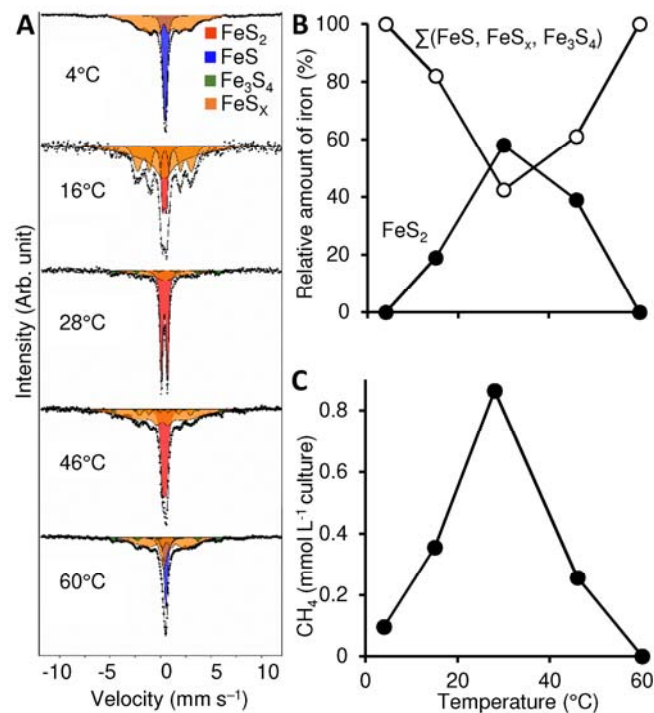 A
FeS₂
FeS
Fe₃S₄
FeSₓ
4°C
16°C
28°C
46°C
60°C
Intensity (Arb. unit)
-10 -5 0 5 10
Velocity (mm s⁻¹)
B
∑(FeS, FeSₓ, Fe₃S₄)
FeS₂
100
80
60
40
20
0
Relative amount of iron (%)
C
0.8
0.6
0.4
0.2
0
CH₄ (mmol L⁻¹ culture)
0 20 40 60
Temperature (°C)